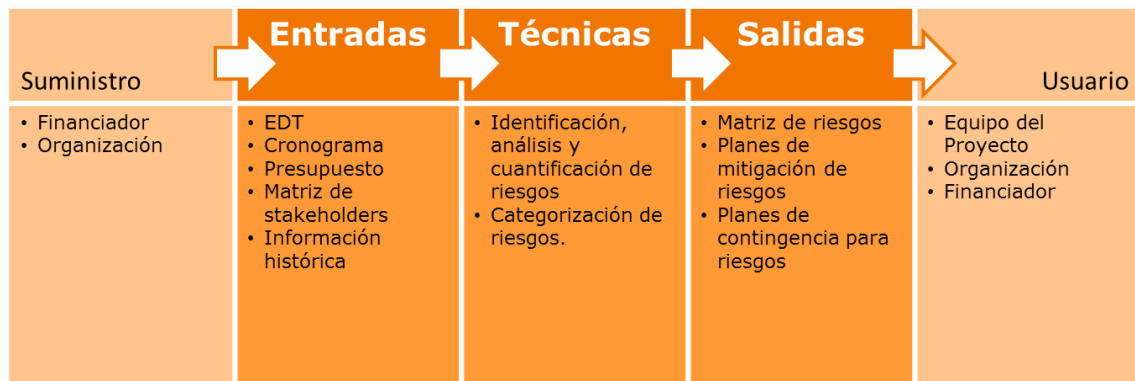 Suministro
Entradas
Técnicas
Salidas
Usuario
• Financiador
• Organización
• EDT
• Cronograma
• Presupuesto
• Matriz de
stakeholders
• Información
histórica
• Identificación,
análisis y
cuantificación de
riesgos
• Categorización de
riesgos.
• Matriz de riesgos
• Planes de
mitigación de
riesgos
• Planes de
contingencia para
riesgos
• Equipo del
Proyecto
• Organización
• Financiador